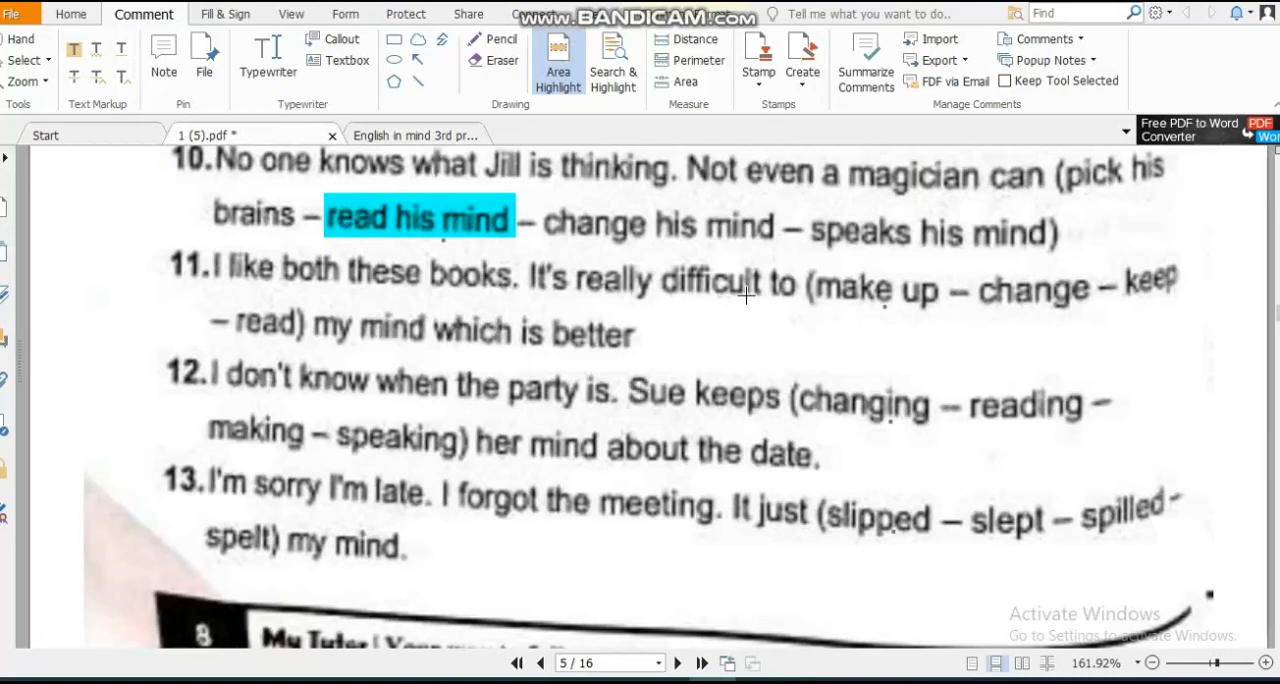 File Home Comment Fill & Sign View Form Protect Share www.BANDICAM.com Tell me what you want to do.. Find
Hand Select Zoom Tools
Text Markup
Note File Pin
Typewriter Callout Textbox Typewriter
Pencil Eraser Drawing
Area Highlight Search & Highlight
Distance Perimeter Area Measure
Stamp Create Stamps
Summarize Comments Import Export FDF via Email Comments Popup Notes Keep Tool Selected Manage Comments
Start 1 (5).pdf * English in mind 3rd pr... Free PDF to Word Converter PDF
10.No one knows what Jill is thinking. Not even a magician can (pick his
brains – read his mind – change his mind – speaks his mind)
11.I like both these books. It's really difficult to (make up – change – keep
– read) my mind which is better
12.I don't know when the party is. Sue keeps (changing – reading –
making – speaking) her mind about the date.
13.I'm sorry I'm late. I forgot the meeting. It just (slipped – slept – spilled-
spelt) my mind.
8 My Tutor
Activate Windows
Go to Settings to activate Windows.
5 / 16 161.92%